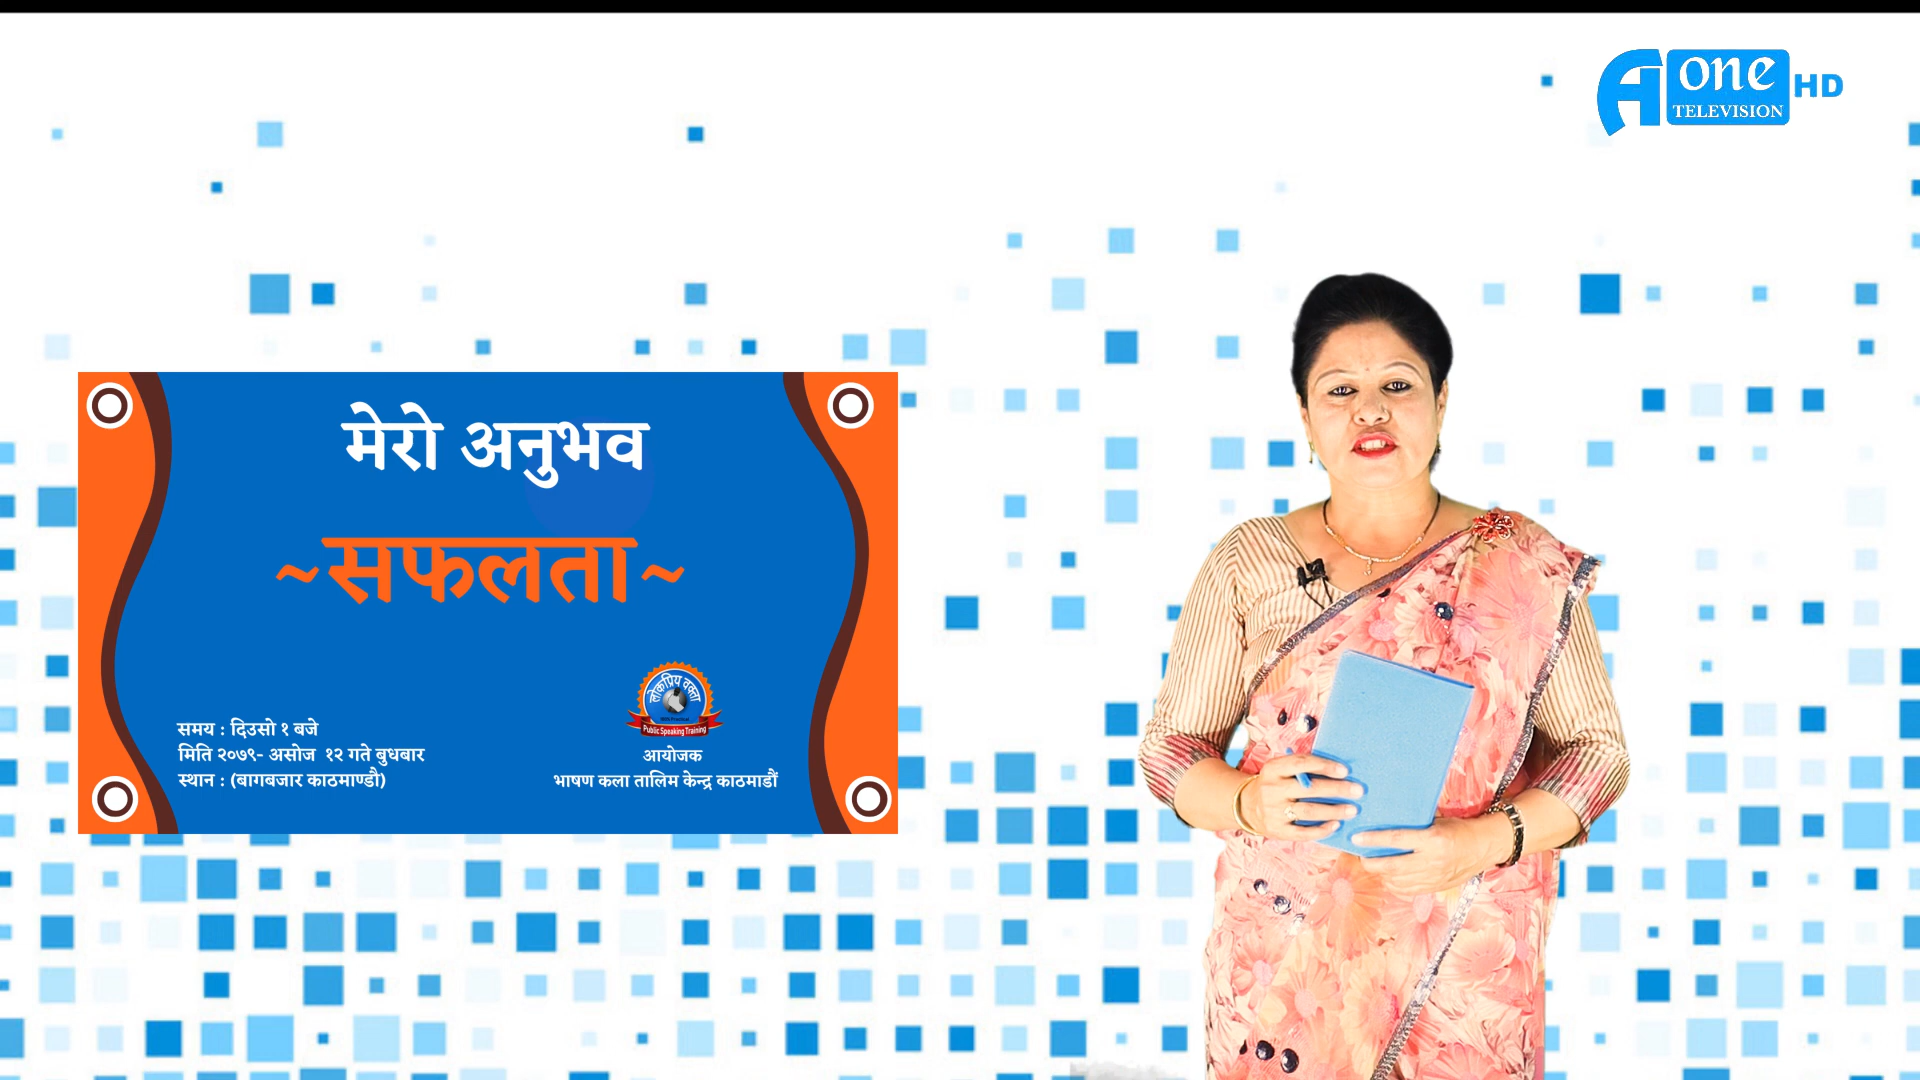 A one
TELEVISION
HD
मेरो अनुभव
~सफलता~
लोकप्रिय वक्ता
Public Speaking Training
समय : दिउसो १ बजे
मिति २०७९- असोज १२ गते बुधबार
स्थान : (बागबजार काठमाण्डौ)
आयोजक
भाषण कला तालिम केन्द्र काठमाडौं